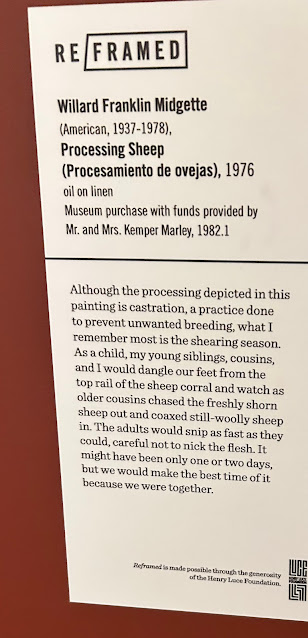 RE/FRAMED
Willard Franklin Midgette
(American, 1937-1978),
Processing Sheep
(Procesamiento de ovejas), 1976
oil on linen
Museum purchase with funds provided by
Mr. and Mrs. Kemper Marley, 1982.1
Although the processing depicted in this
painting is castration, a practice done
to prevent unwanted breeding, what I
remember most is the shearing season.
As a child, my young siblings, cousins,
and I would dangle our feet from the
top rail of the sheep corral and watch as
older cousins chased the freshly shorn
sheep out and coaxed still-woolly sheep
in. The adults would snip as fast as they
could, careful not to nick the flesh. It
might have been only one or two days,
but we would make the best time of it
because we were together.
Reframed is made possible through the generosity
of the Henry Luce Foundation.